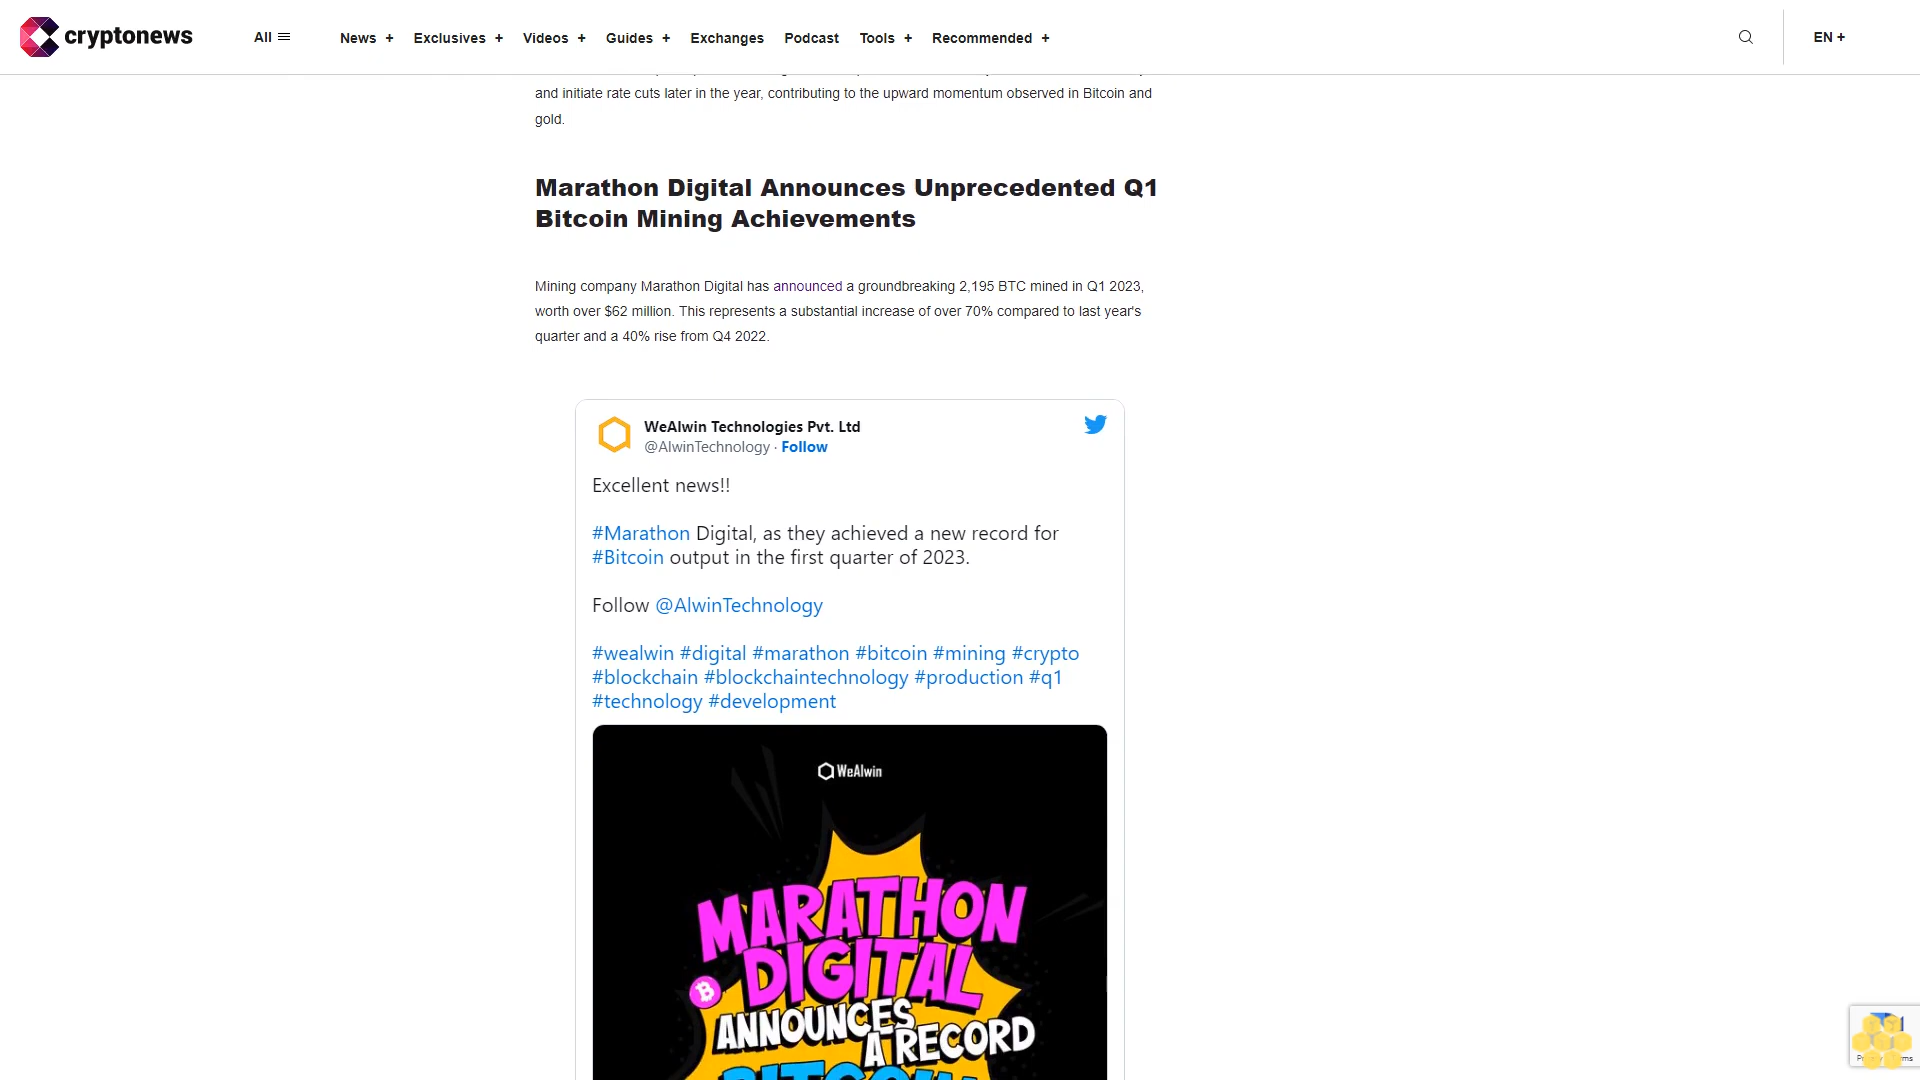 cryptonews
All
News +
Exclusives +
Videos +
Guides +
Exchanges
Podcast
Tools +
Recommended +
EN +
and initiate rate cuts later in the year, contributing to the upward momentum observed in Bitcoin and
gold.
Marathon Digital Announces Unprecedented Q1
Bitcoin Mining Achievements
Mining company Marathon Digital has announced a groundbreaking 2,195 BTC mined in Q1 2023,
worth over $62 million. This represents a substantial increase of over 70% compared to last year's
quarter and a 40% rise from Q4 2022.
WeAlwin Technologies Pvt. Ltd
@AlwinTechnology · Follow
Excellent news!!
#Marathon Digital, as they achieved a new record for
#Bitcoin output in the first quarter of 2023.
Follow @AlwinTechnology
#wealwin #digital #marathon #bitcoin #mining #crypto
#blockchain #blockchaintechnology #production #q1
#technology #development
WeAlwin
MARATHON
DIGITAL
ANNOUNCES
A RECORD
BITCOIN